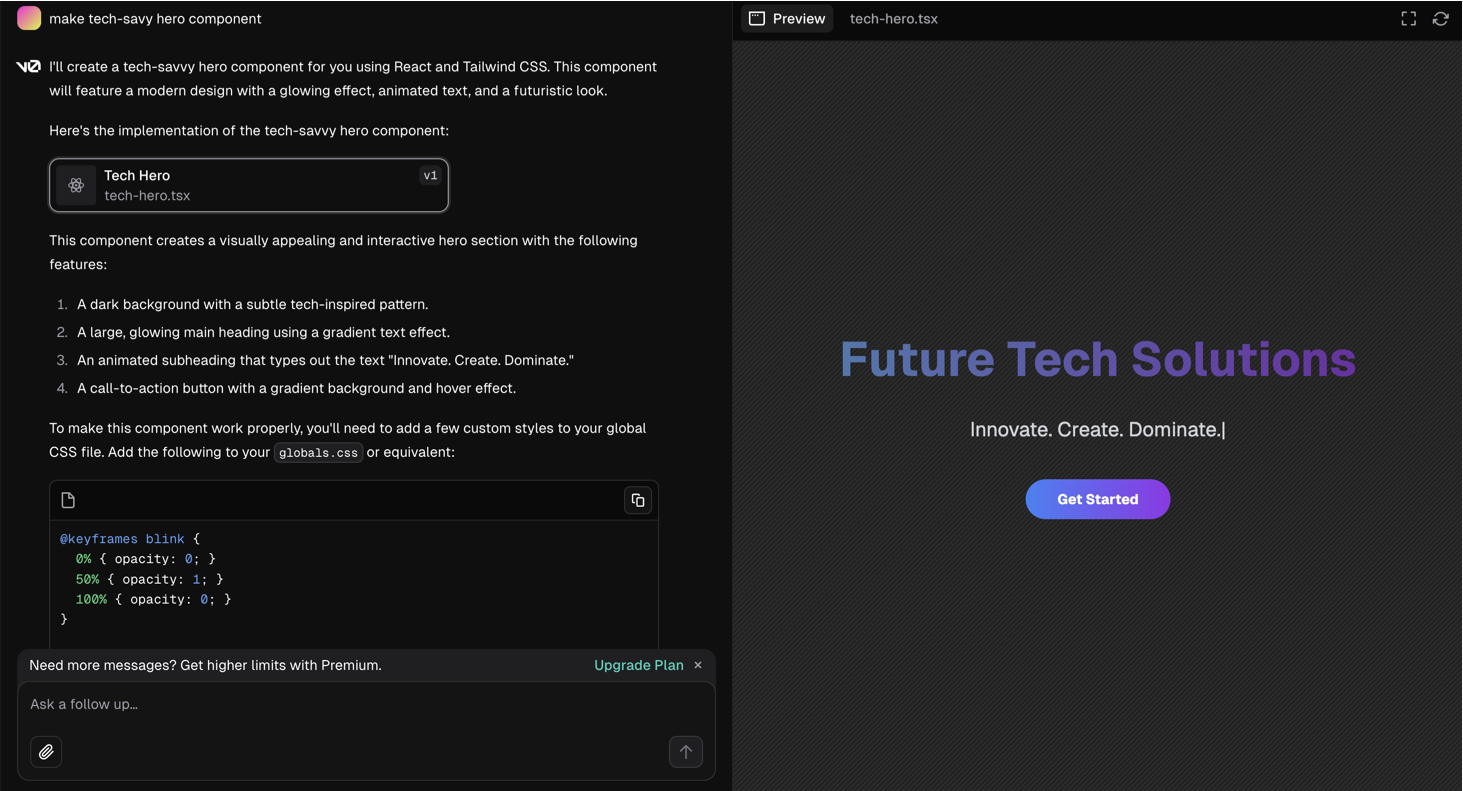 make tech-savy hero component
Preview
tech-hero.tsx
v0
I'll create a tech-savvy hero component for you using React and Tailwind CSS. This component
will feature a modern design with a glowing effect, animated text, and a futuristic look.
Here's the implementation of the tech-savvy hero component:
Tech Hero
v1
tech-hero.tsx
This component creates a visually appealing and interactive hero section with the following
features:
1. A dark background with a subtle tech-inspired pattern.
2. A large, glowing main heading using a gradient text effect.
3. An animated subheading that types out the text "Innovate. Create. Dominate."
4. A call-to-action button with a gradient background and hover effect.
To make this component work properly, you'll need to add a few custom styles to your global
CSS file. Add the following to your globals.css or equivalent:
@keyframes blink {
0% { opacity: 0; }
50% { opacity: 1; }
100% { opacity: 0; }
}
Need more messages? Get higher limits with Premium.
Upgrade Plan ×
Ask a follow up...
Future Tech Solutions
Innovate. Create. Dominate.|
Get Started